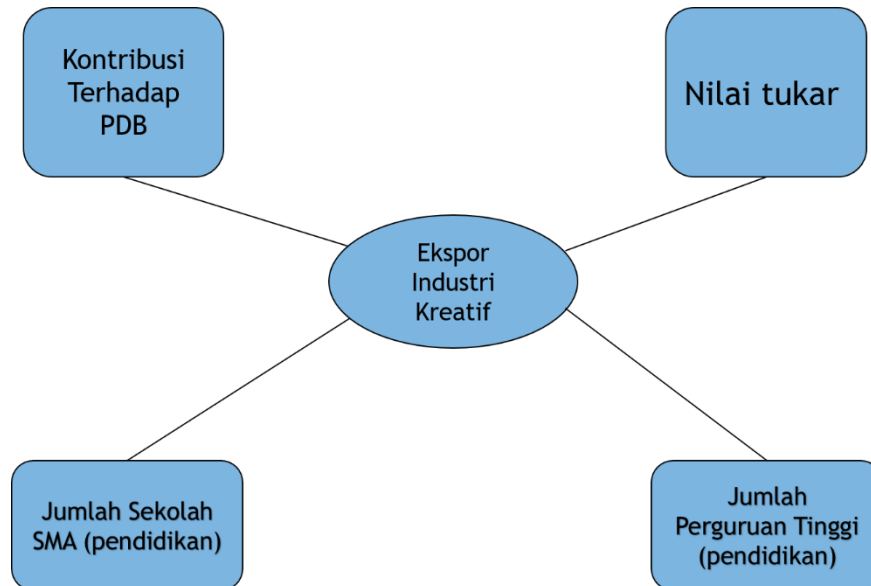 Kontribusi
Terhadap
PDB
Nilai tukar
Ekspor
Industri
Kreatif
Jumlah Sekolah
SMA (pendidikan)
Jumlah
Perguruan Tinggi
(pendidikan)